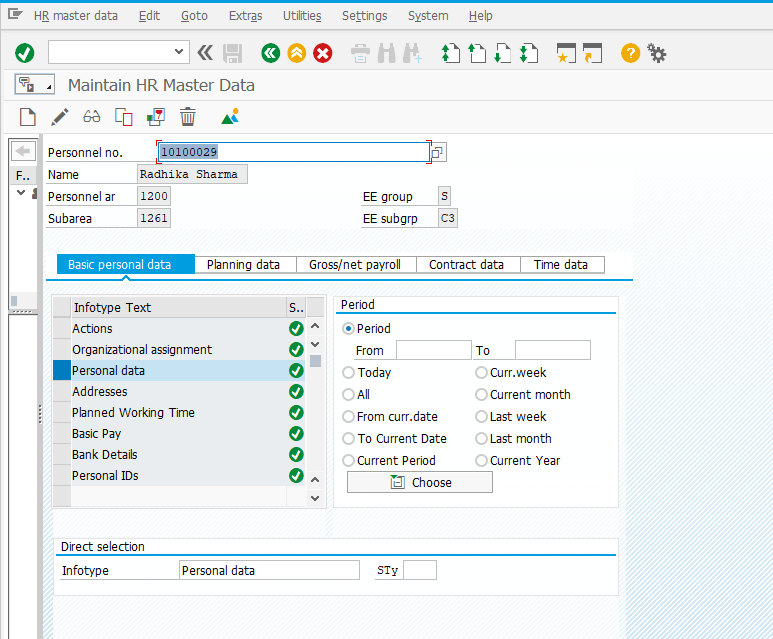 HR master data Edit Goto Extras Utilities Settings System Help
Maintain HR Master Data
Personnel no. 10100029
F.. Name Radhika Sharma
Personnel ar 1200 EE group S
Subarea 1261 EE subgrp C3
Basic personal data Planning data Gross/net payroll Contract data Time data
Infotype Text S.. Period
Actions Period
Organizational assignment From To
Personal data Today Curr.week
Addresses All Current month
Planned Working Time From curr.date Last week
Basic Pay To Current Date Last month
Bank Details Current Period Current Year
Personal IDs Choose
Direct selection
Infotype Personal data STy